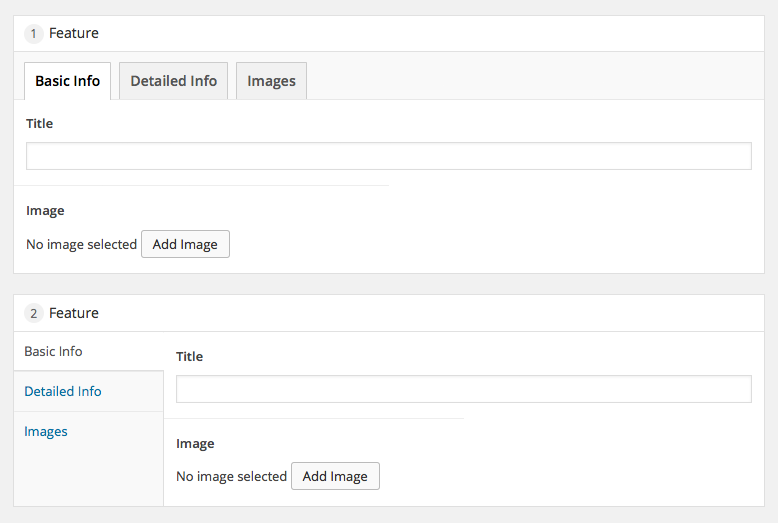 1 Feature
Basic Info Detailed Info Images
Title
Image
No image selected Add Image
2 Feature
Basic Info
Title
Detailed Info
Images
Image
No image selected Add Image